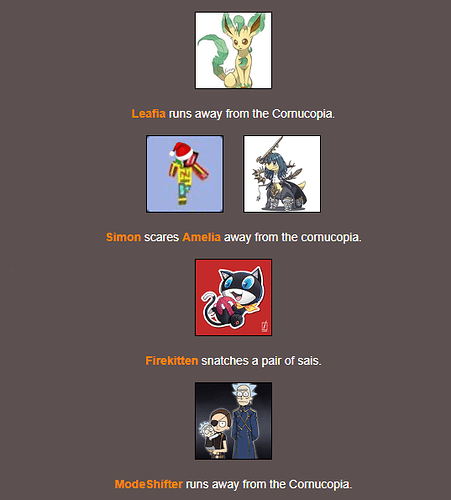 Leafia runs away from the Cornucopia.
Simon scares Amelia away from the cornucopia.
Firekitten snatches a pair of sais.
ModeShifter runs away from the Cornucopia.